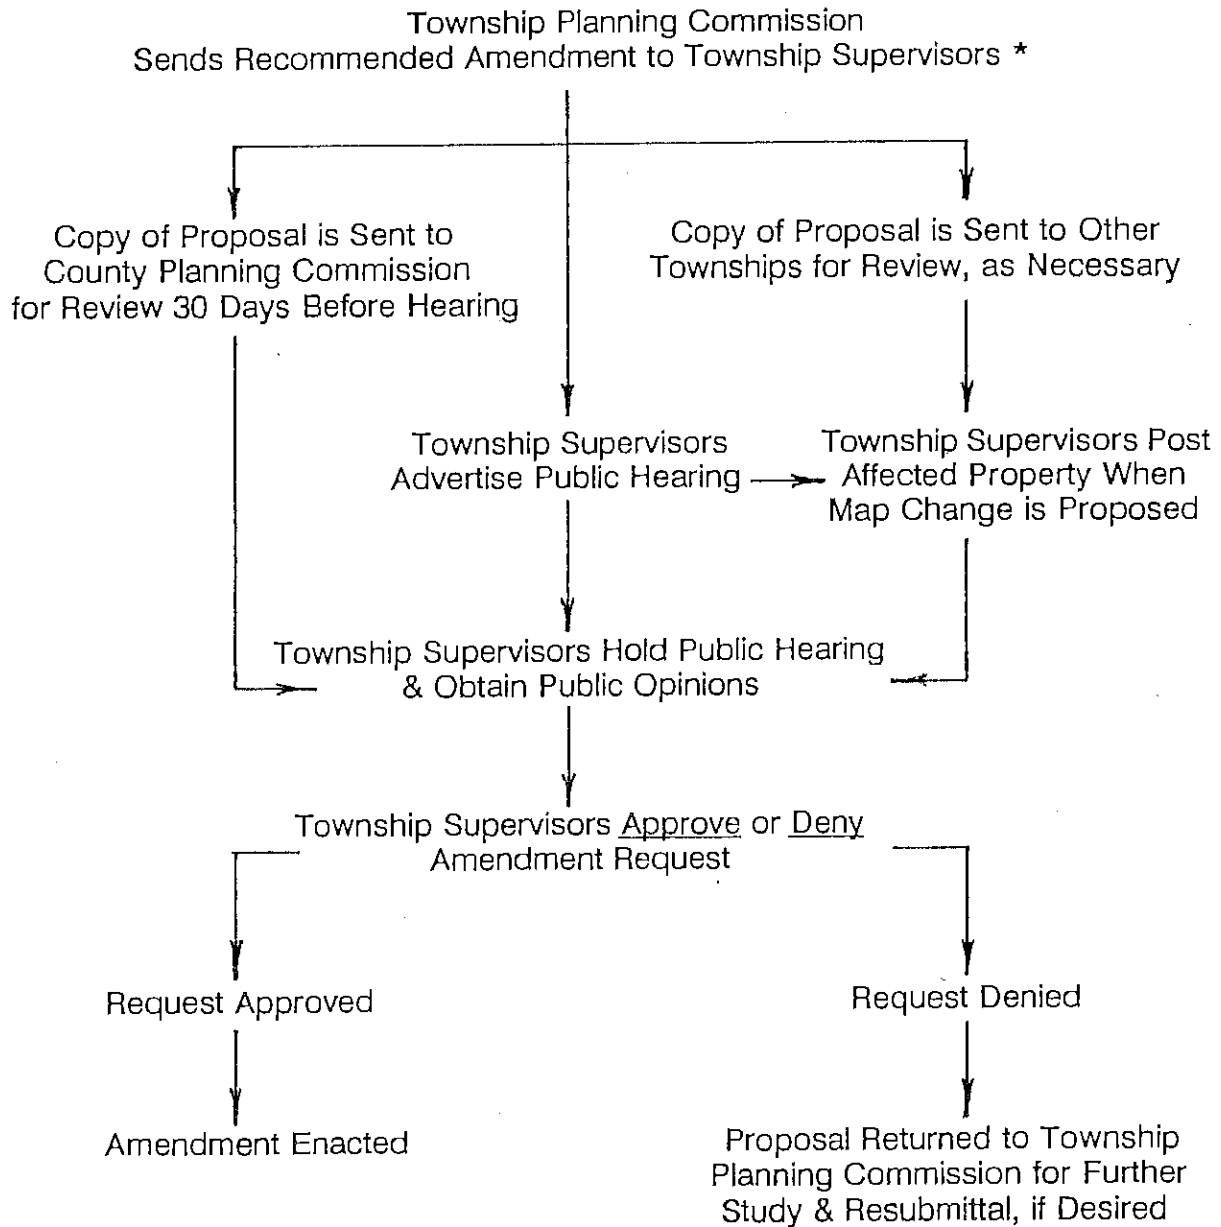 Township Planning Commission
Sends Recommended Amendment to Township Supervisors *
Copy of Proposal is Sent to
County Planning Commission
for Review 30 Days Before Hearing
Copy of Proposal is Sent to Other
Townships for Review, as Necessary
Township Supervisors
Advertise Public Hearing
Township Supervisors Post
Affected Property When
Map Change is Proposed
Township Supervisors Hold Public Hearing
& Obtain Public Opinions
Township Supervisors Approve or Deny
Amendment Request
Request Approved
Request Denied
Amendment Enacted
Proposal Returned to Township
Planning Commission for Further
Study & Resubmittal, if Desired